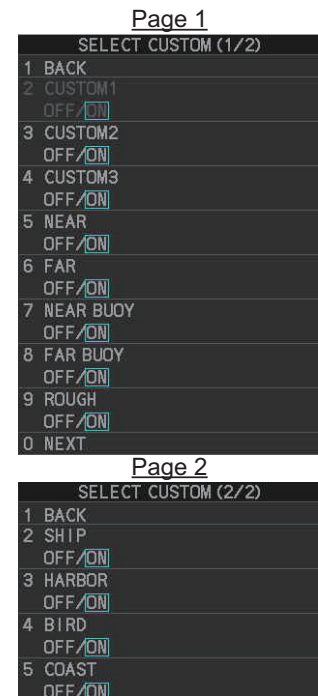 Page 1
SELECT CUSTOM (1/2)
1 BACK
2 CUSTOM1
OFF/ON
3 CUSTOM2
OFF/ON
4 CUSTOM3
OFF/ON
5 NEAR
OFF/ON
6 FAR
OFF/ON
7 NEAR BUOY
OFF/ON
8 FAR BUOY
OFF/ON
9 ROUGH
OFF/ON
0 NEXT
Page 2
SELECT CUSTOM (2/2)
1 BACK
2 SHIP
OFF/ON
3 HARBOR
OFF/ON
4 BIRD
OFF/ON
5 COAST
OFF/ON